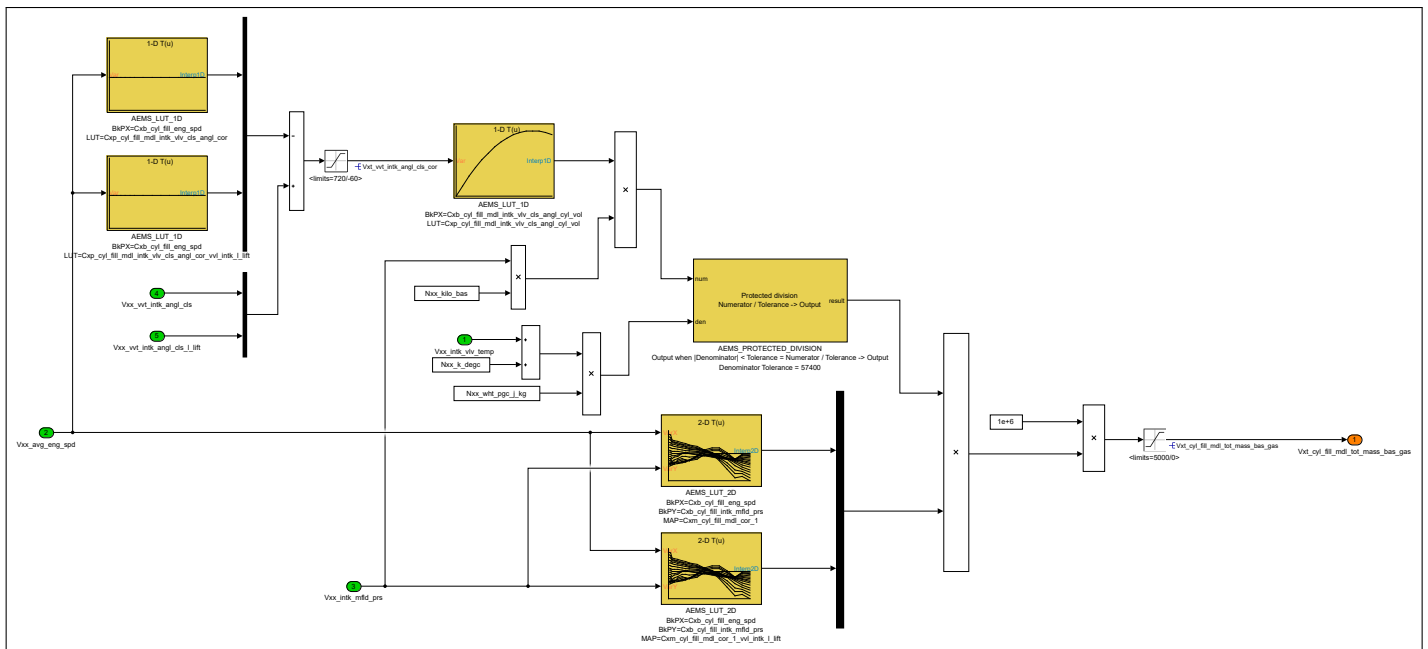 1-D T(u)
Var
Interp1D
AEMS_LUT_1D
BkPX=Cxb_cyl_fill_eng_spd
LUT=Cxp_cyl_fill_mdl_intk_vlv_cls_angl_cor
1-D T(u)
Var
Interp1D
AEMS_LUT_1D
BkPX=Cxb_cyl_fill_eng_spd
LUT=Cxp_cyl_fill_mdl_intk_vlv_cls_angl_cor_vvl_intk_l_lift
4
Vxx_vvt_intk_angl_cls
5
Vxx_vvt_intk_angl_cls_l_lift
-
+
<limits=720/-60>
Vxt_vvt_intk_angl_cls_cor
1-D T(u)
Var
Interp1D
AEMS_LUT_1D
BkPX=Cxb_cyl_fill_mdl_intk_vlv_cls_angl_cyl_vol
LUT=Cxp_cyl_fill_mdl_intk_vlv_cls_angl_cyl_vol
×
Nxx_kilo_bas
×
1
Vxx_intk_vlv_temp
Nxx_k_degc
+
+
Nxx_wht_pgc_j_kg
×
num
den
Protected division
Numerator / Tolerance -> Output
result
AEMS_PROTECTED_DIVISION
Output when |Denominator| < Tolerance = Numerator / Tolerance -> Output
Denominator Tolerance = 57400
2
Vxx_avg_eng_spd
2-D T(u)
Interp2D
AEMS_LUT_2D
BkPX=Cxb_cyl_fill_eng_spd
BkPY=Cxb_cyl_fill_intk_mfld_prs
MAP=Cxm_cyl_fill_mdl_cor_1
2-D T(u)
Interp2D
AEMS_LUT_2D
BkPX=Cxb_cyl_fill_eng_spd
BkPY=Cxb_cyl_fill_intk_mfld_prs
MAP=Cxm_cyl_fill_mdl_cor_1_vvl_intk_l_lift
3
Vxx_intk_mfld_prs
×
1e+6
×
<limits=5000/0>
Vxt_cyl_fill_mdl_tot_mass_bas_gas
1
Vxt_cyl_fill_mdl_tot_mass_bas_gas